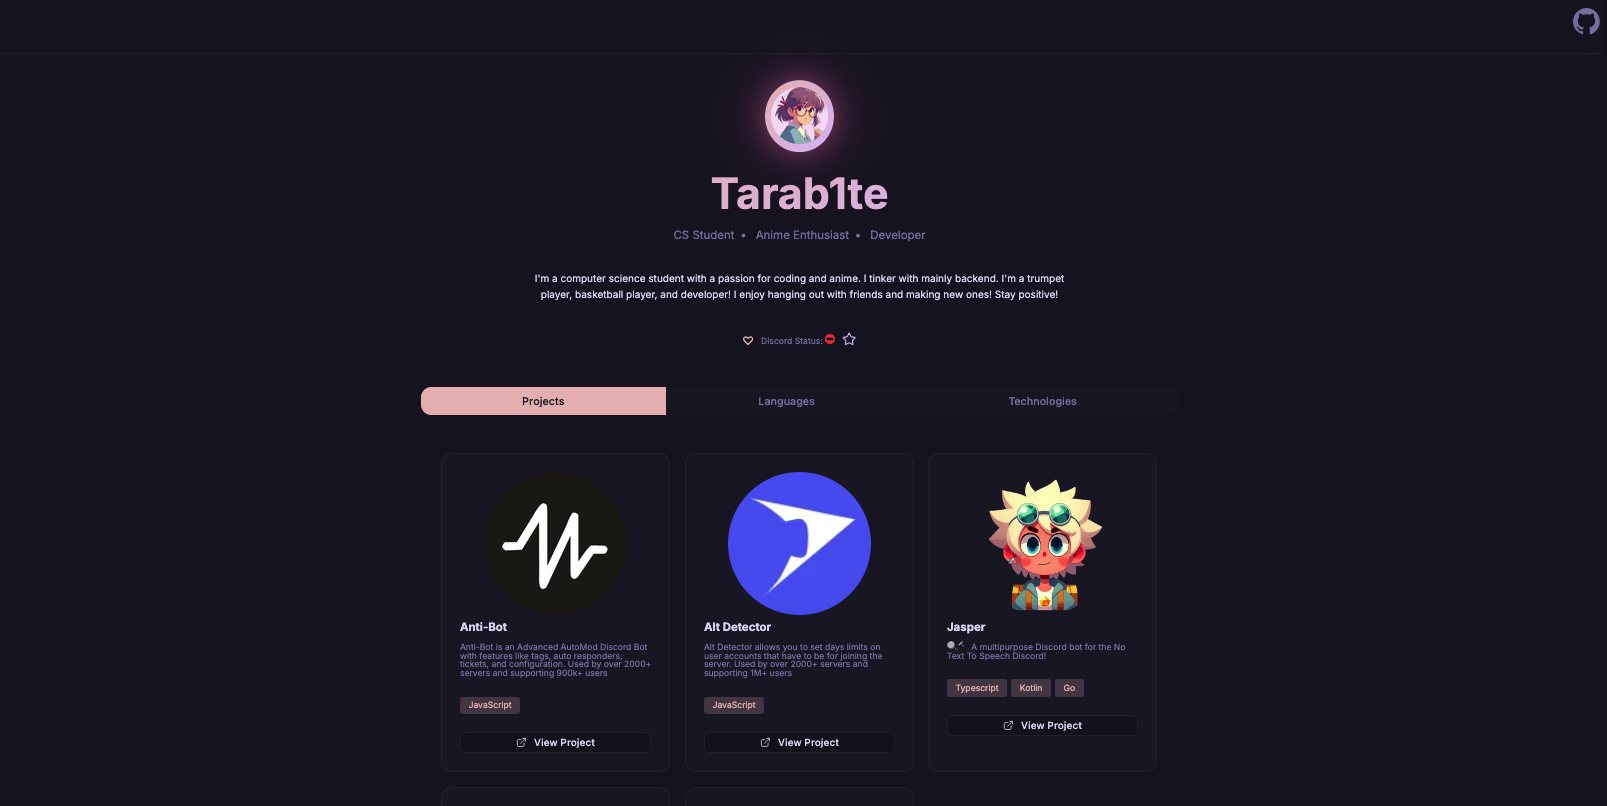 Tarab1te
CS Student • Anime Enthusiast • Developer
I'm a computer science student with a passion for coding and anime. I tinker with mainly backend. I'm a trumpet
player, basketball player, and developer! I enjoy hanging out with friends and making new ones! Stay positive!
Discord Status:
Projects
Languages
Technologies
Anti-Bot
Anti-Bot is an Advanced AutoMod Discord Bot
with features like tags, auto responders,
tickets, and configuration. Used by over 2000+
servers and supporting 900k+ users
JavaScript
View Project
Alt Detector
Alt Detector allows you to set days limits on
user accounts that have to be for joining the
server. Used by over 2000+ servers and
supporting 1M+ users
JavaScript
View Project
Jasper
A multipurpose Discord bot for the No
Text To Speech Discord!
Typescript
Kotlin
Go
View Project